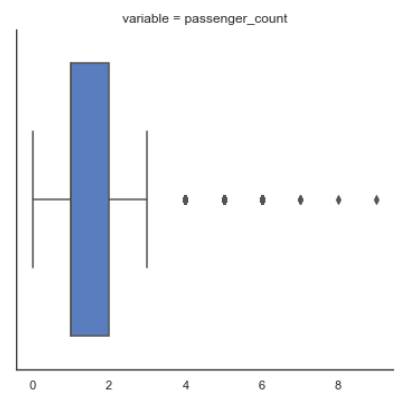 variable = passenger_count
0 2 4 6 8